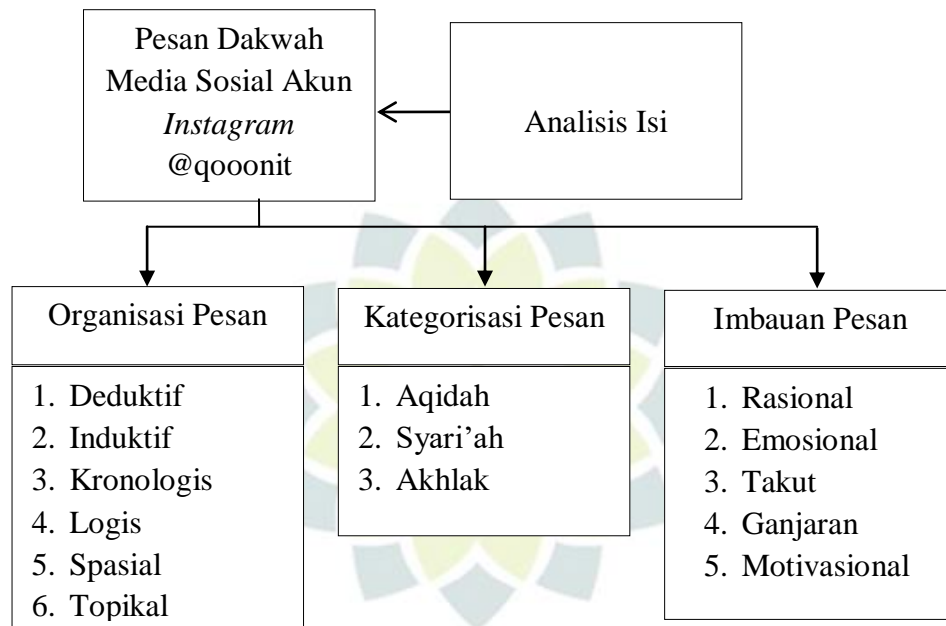 Pesan Dakwah
Media Sosial Akun
Instagram
@qooonit
Analisis Isi
Organisasi Pesan
1. Deduktif
2. Induktif
3. Kronologis
4. Logis
5. Spasial
6. Topikal
Kategorisasi Pesan
1. Aqidah
2. Syari’ah
3. Akhlak
Imbauan Pesan
1. Rasional
2. Emosional
3. Takut
4. Ganjaran
5. Motivasional